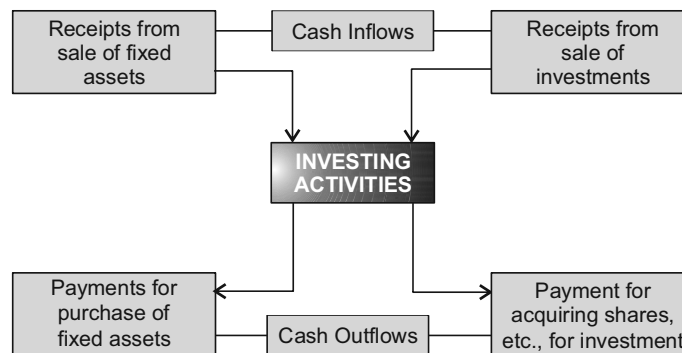 Receipts from
sale of fixed
assets
Cash Inflows
Receipts from
sale of
investments
INVESTING
ACTIVITIES
Payments for
purchase of
fixed assets
Cash Outflows
Payment for
acquiring shares,
etc., for investment